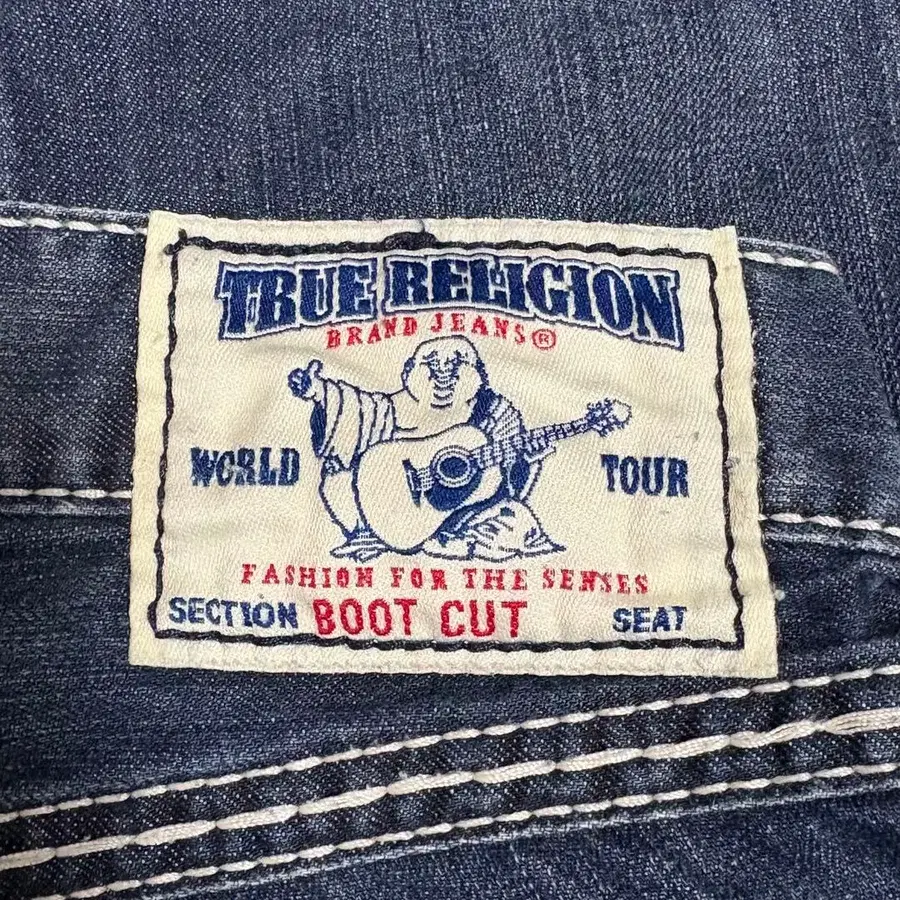 TRUE RELIGION
BRAND JEANS®
WORLD TOUR
FASHION FOR THE SENSES
SECTION BOOT CUT SEAT